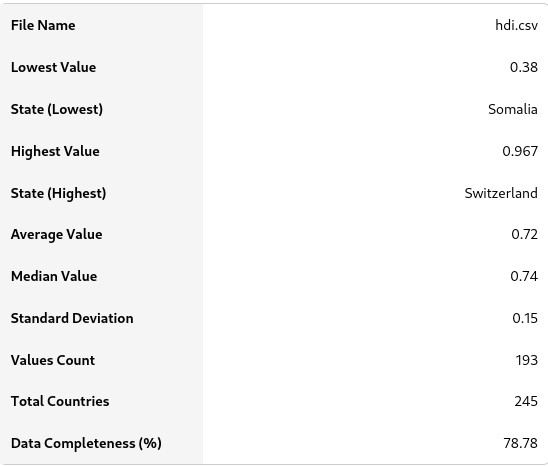 File Name hdi.csv
Lowest Value 0.38
State (Lowest) Somalia
Highest Value 0.967
State (Highest) Switzerland
Average Value 0.72
Median Value 0.74
Standard Deviation 0.15
Values Count 193
Total Countries 245
Data Completeness (%) 78.78